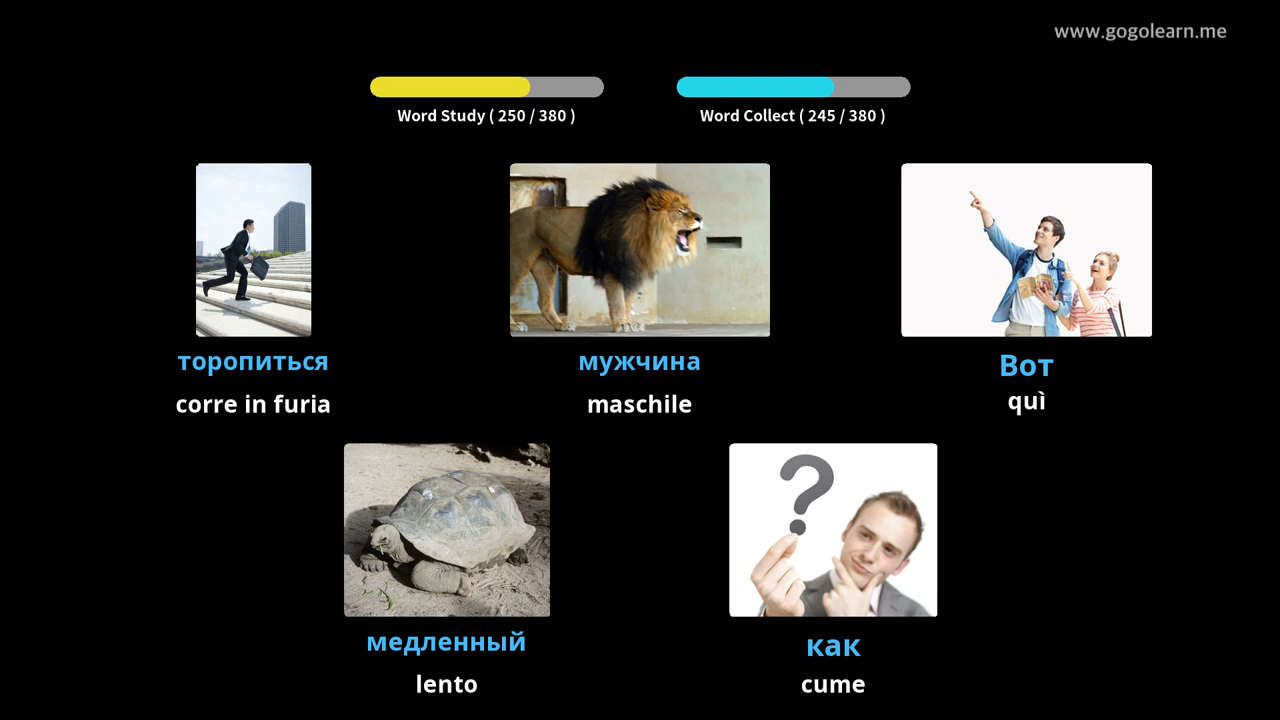 www.gogolearn.me
Word Study ( 250 / 380 )
Word Collect ( 245 / 380 )
торопиться
corre in furia
мужчина
maschile
Вот
quì
медленный
lento
как
cume